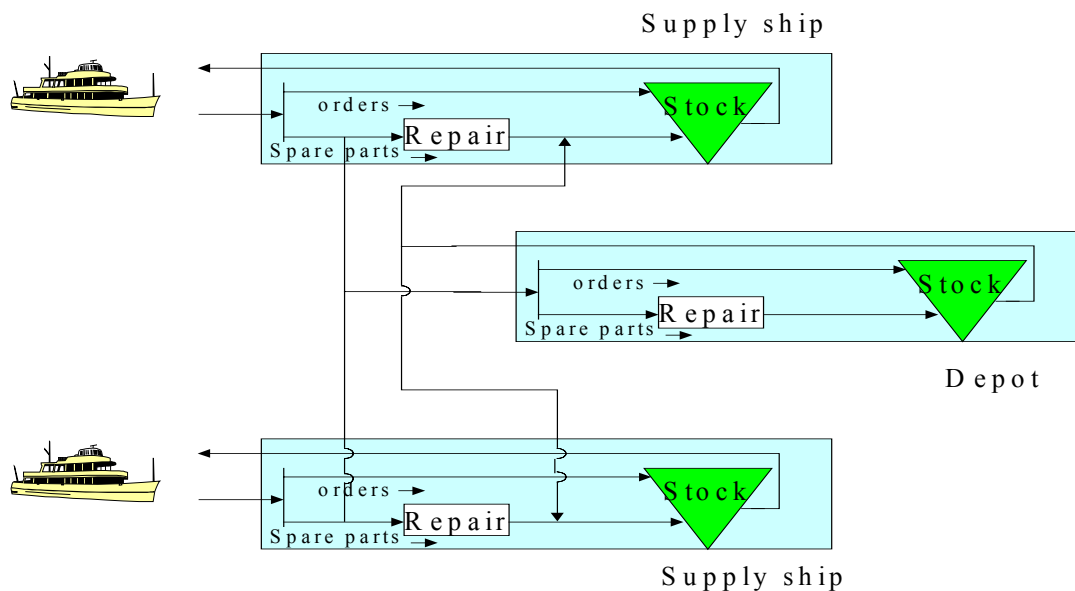 Supply ship
orders
Stock
Repair
Spare parts
orders
Stock
Repair
Spare parts
Depot
orders
Stock
Repair
Spare parts
Supply ship